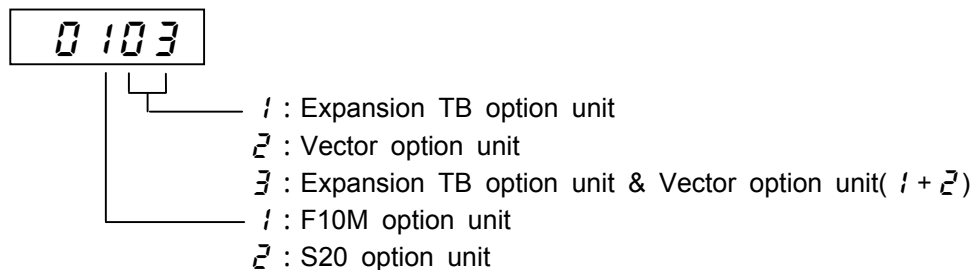 0103
1 : Expansion TB option unit
2 : Vector option unit
3 : Expansion TB option unit & Vector option unit( 1 + 2 )
1 : F10M option unit
2 : S20 option unit